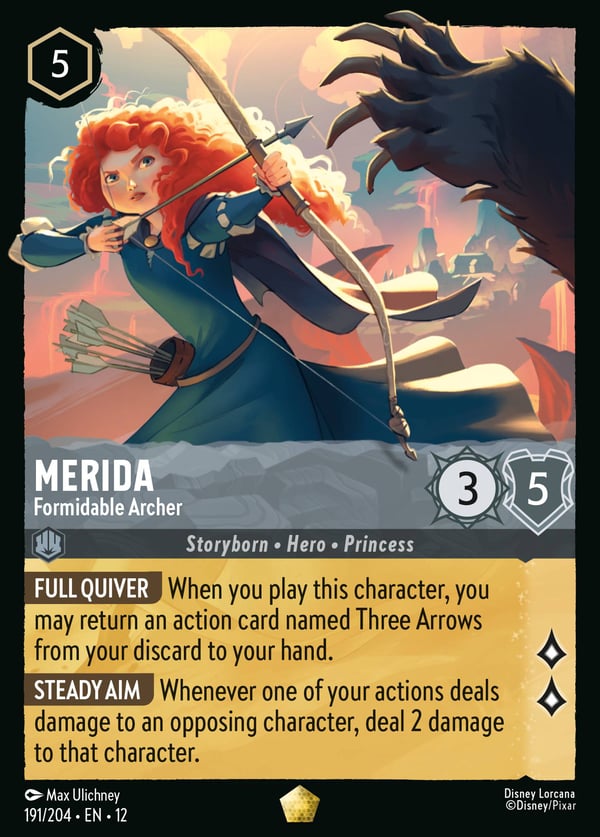 5
MERIDA
Formidable Archer
3
5
Storyborn • Hero • Princess
FULL QUIVER When you play this character, you
may return an action card named Three Arrows
from your discard to your hand.
STEADY AIM Whenever one of your actions deals
damage to an opposing character, deal 2 damage
to that character.
Max Ulichney
191/204 • EN • 12
Disney Lorcana
©Disney/Pixar